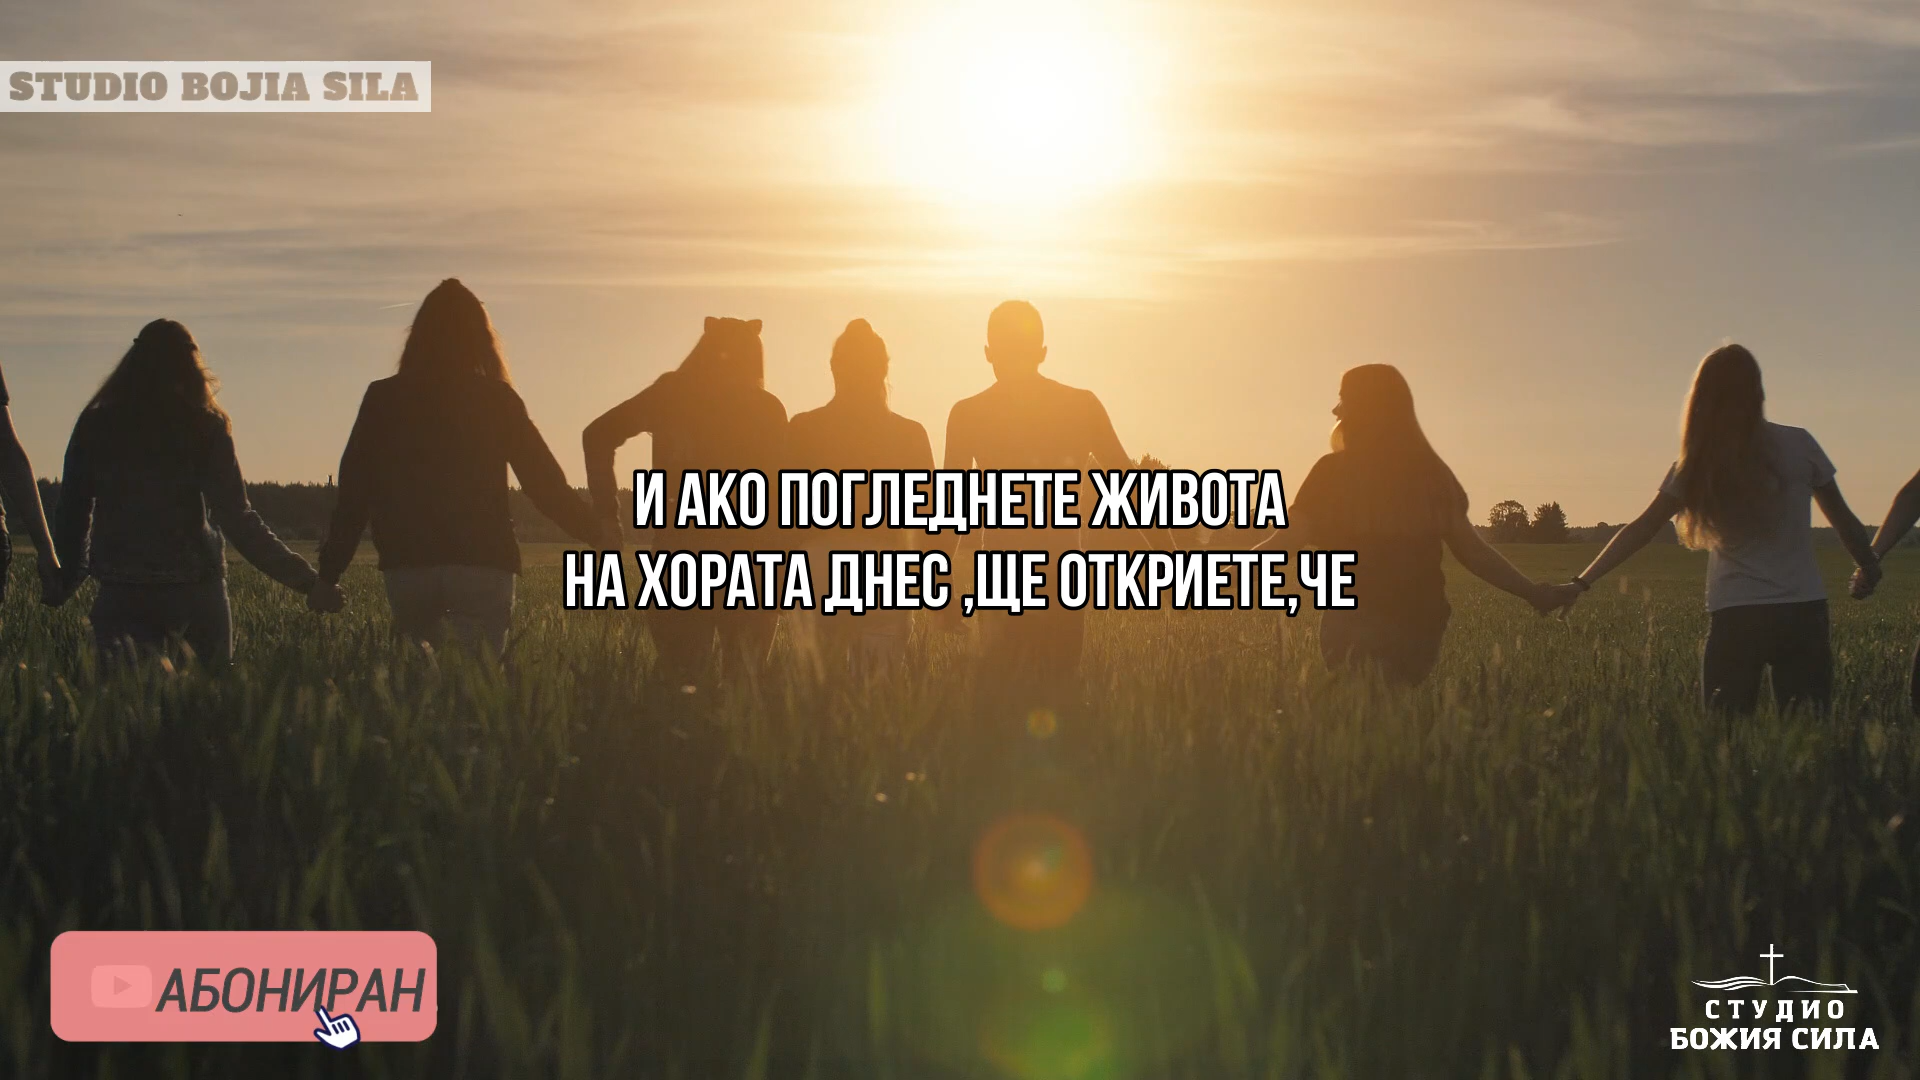 STUDIO BOJIA SILA
И АКО ПОГЛЕДНЕТЕ ЖИВОТА
НА ХОРАТА ДНЕС ,ЩЕ ОТКРИЕТЕ,ЧЕ
АБОНИРАН
СТУДИО
БОЖИЯ СИЛА